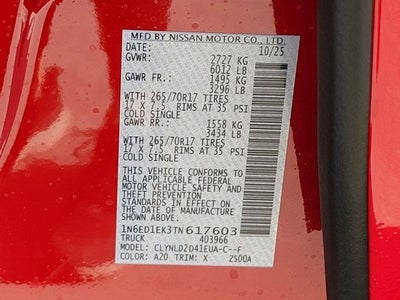 MFD BY NISSAN MOTOR CO., LTD.
DATE: 10/25
GVWR: 2727 KG
6012 LB
GAWR FR.: 1495 KG
3296 LB
WITH 265/70R17 TIRES
17 X 7.5 RIMS AT 35 PSI
COLD SINGLE
GAWR RR.: 1558 KG
3434 LB
WITH 265/70R17 TIRES
17 X 7.5 RIMS AT 35 PSI
COLD SINGLE
THIS VEHICLE CONFORMS TO
ALL APPLICABLE FEDERAL
MOTOR VEHICLE SAFETY AND
THEFT PREVENTION
STANDARDS IN EFFECT ON
THE DATE OF MANUFACTURE
SHOWN ABOVE.
1N6ED1EK3TN617603
TRUCK 403966
MODEL: CLYNLD2D41EUA-C--F
COLOR: A20 TRIM: X 2S00A